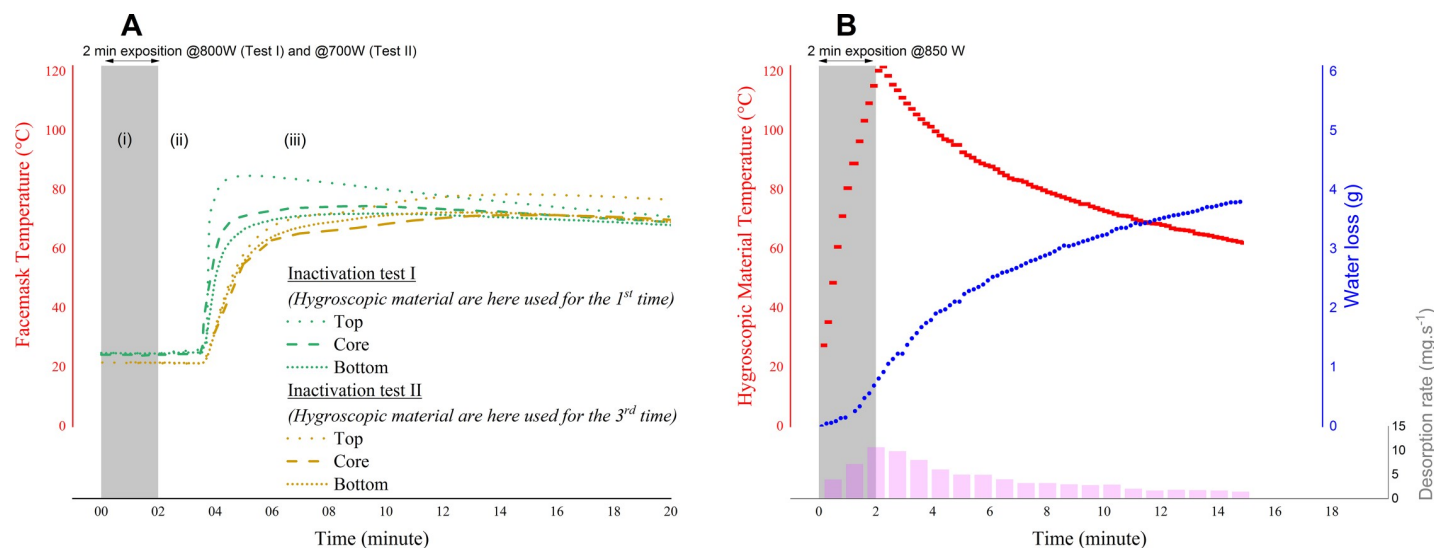 A
2 min exposition @800W (Test I) and @700W (Test II)
120
100
80
60
40
20
0
Facemask Temperature (°C)
(i)
(ii)
(iii)
Inactivation test I
(Hygroscopic material are here used for the 1st time)
Top
Core
Bottom
Inactivation test II
(Hygroscopic material are here used for the 3rd time)
Top
Core
Bottom
00 02 04 06 08 10 12 14 16 18 20
Time (minute)
B
2 min exposition @850 W
120
100
80
60
40
20
0
Hygroscopic Material Temperature (°C)
6
5
4
3
2
1
0
Water loss (g)
15
10
5
0
Desorption rate (mg.s-1)
0 2 4 6 8 10 12 14 16 18
Time (minute)